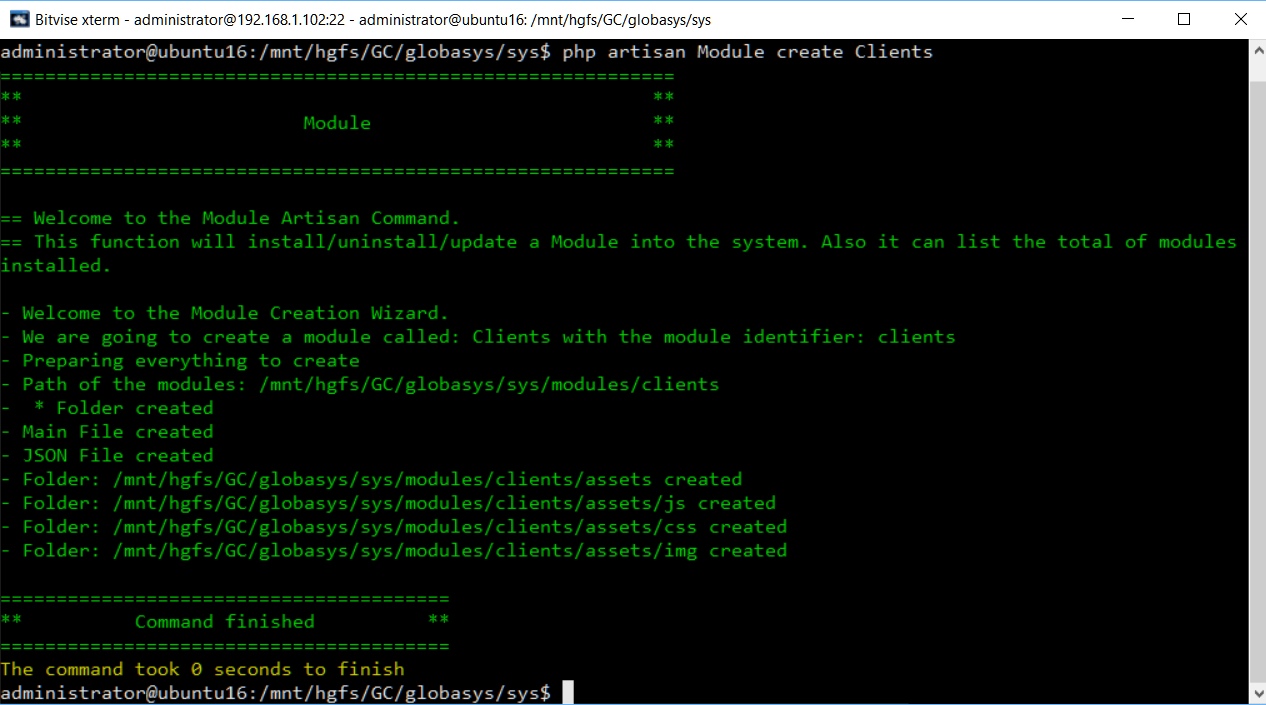 Bitvise xterm - administrator@192.168.1.102:22 - administrator@ubuntu16: /mnt/hgfs/GC/globasys/sys
administrator@ubuntu16:/mnt/hgfs/GC/globasys/sys$ php artisan Module create Clients
============================================================
**                                                        **
**                         Module                         **
**                                                        **
============================================================
== Welcome to the Module Artisan Command.
== This function will install/uninstall/update a Module into the system. Also it can list the total of modules
installed.
- Welcome to the Module Creation Wizard.
- We are going to create a module called: Clients with the module identifier: clients
- Preparing everything to create
- Path of the modules: /mnt/hgfs/GC/globasys/sys/modules/clients
-  * Folder created
- Main File created
- JSON File created
- Folder: /mnt/hgfs/GC/globasys/sys/modules/clients/assets created
- Folder: /mnt/hgfs/GC/globasys/sys/modules/clients/assets/js created
- Folder: /mnt/hgfs/GC/globasys/sys/modules/clients/assets/css created
- Folder: /mnt/hgfs/GC/globasys/sys/modules/clients/assets/img created
========================================
**          Command finished          **
========================================
The command took 0 seconds to finish
administrator@ubuntu16:/mnt/hgfs/GC/globasys/sys$